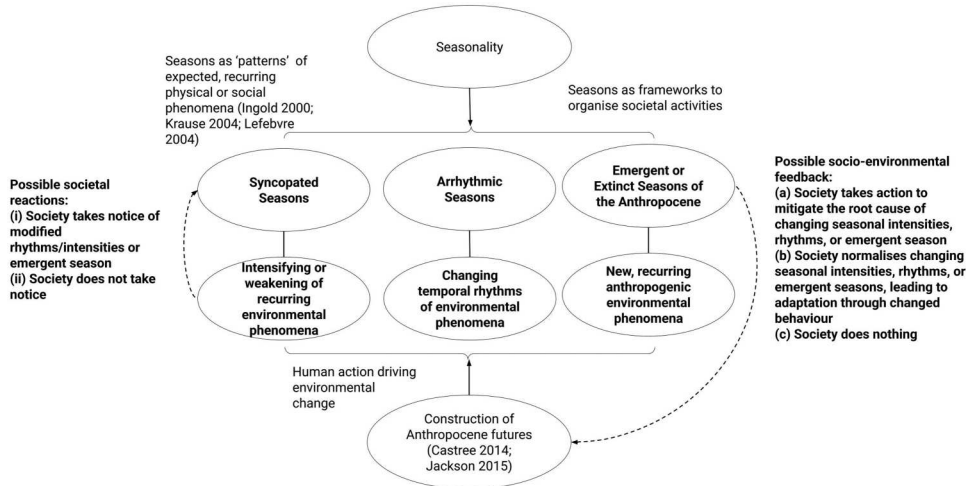 Seasonality
Seasons as 'patterns' of
expected, recurring
physical or social
phenomena (Ingold 2000;
Krause 2004; Lefebvre
2004)
Seasons as frameworks to
organise societal activities
Possible societal
reactions:
(i) Society takes notice of
modified
rhythms/intensities or
emergent season
(ii) Society does not take
notice
Syncopated
Seasons
Arrhythmic
Seasons
Emergent or
Extinct Seasons of
the Anthropocene
Possible socio-environmental
feedback:
(a) Society takes action to
mitigate the root cause of
changing seasonal intensities,
rhythms, or emergent season
(b) Society normalises changing
seasonal intensities, rhythms, or
emergent seasons, leading to
adaptation through changed
behaviour
(c) Society does nothing
Intensifying or
weakening of
recurring
environmental
phenomena
Changing
temporal rhythms
of environmental
phenomena
New, recurring
anthropogenic
environmental
phenomena
Human action driving
environmental
change
Construction of
Anthropocene futures
(Castree 2014;
Jackson 2015)